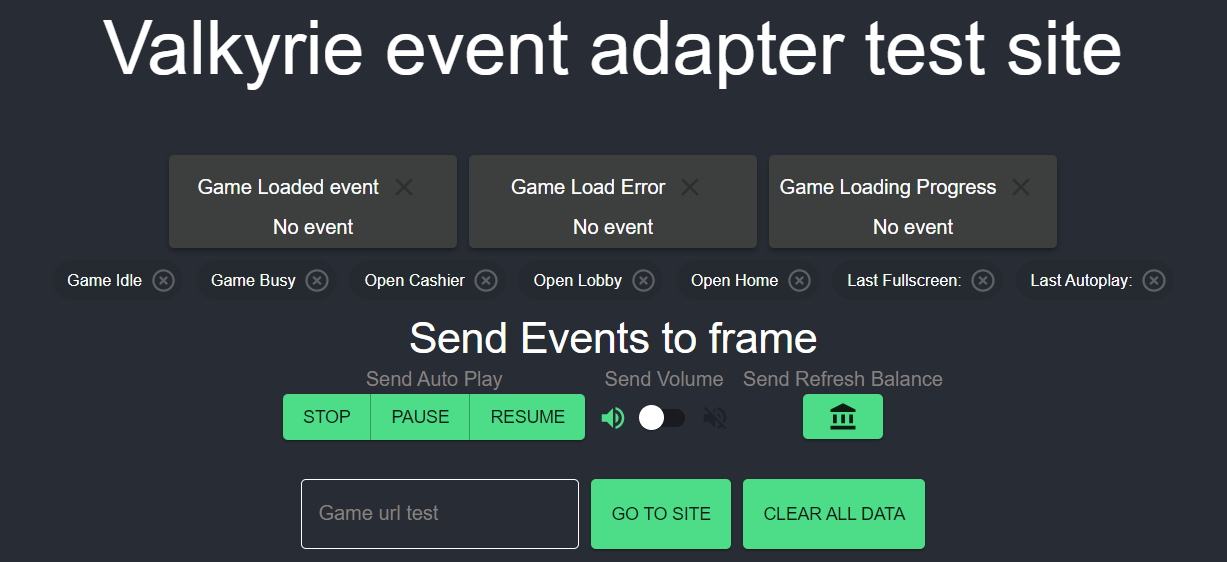 Valkyrie event adapter test site
Game Loaded event
No event
Game Load Error
No event
Game Loading Progress
No event
Game Idle
Game Busy
Open Cashier
Open Lobby
Open Home
Last Fullscreen:
Last Autoplay:
Send Events to frame
Send Auto Play
STOP
PAUSE
RESUME
Send Volume
Send Refresh Balance
Game url test
GO TO SITE
CLEAR ALL DATA